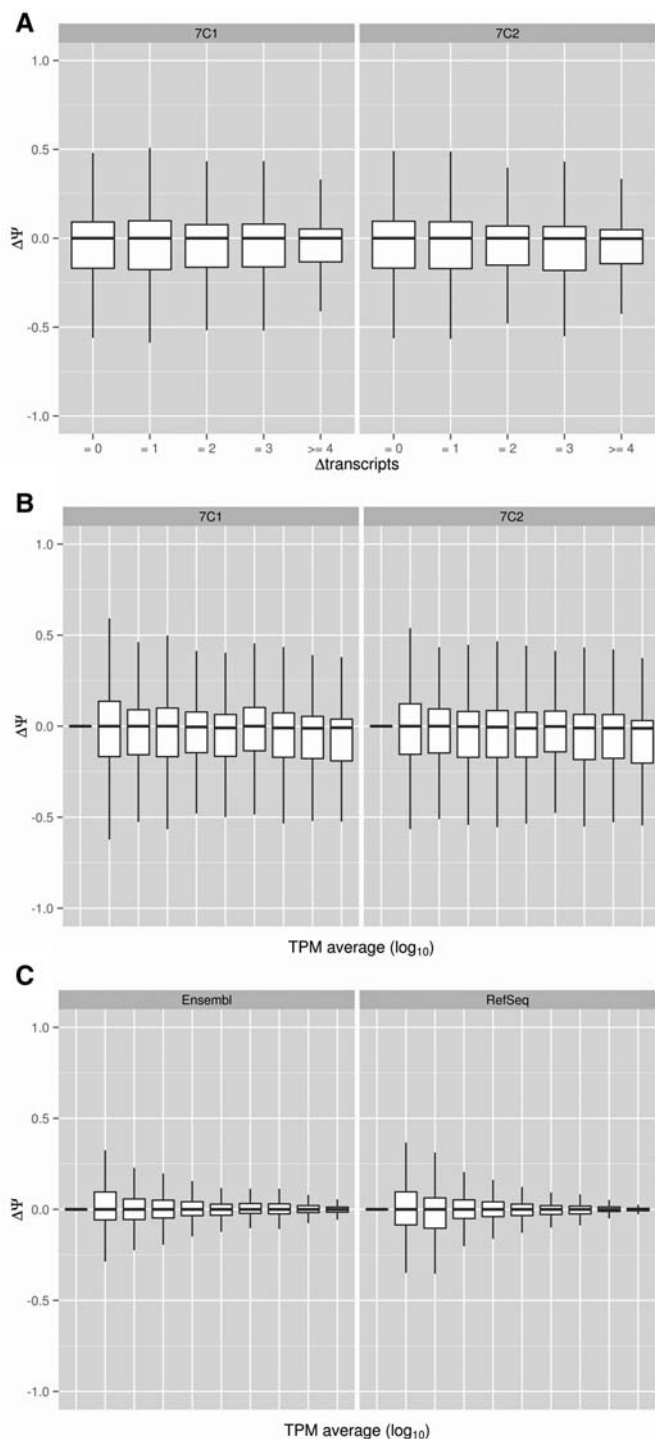 A
7C1 7C2
1.0
0.5
0.0
-0.5
-1.0
ΔΨ
= 0 = 1 = 2 = 3 >= 4 = 0 = 1 = 2 = 3 >= 4
Δtranscripts
B
7C1 7C2
1.0
0.5
0.0
-0.5
-1.0
ΔΨ
TPM average (log10)
C
Ensembl RefSeq
1.0
0.5
0.0
-0.5
-1.0
ΔΨ
TPM average (log10)